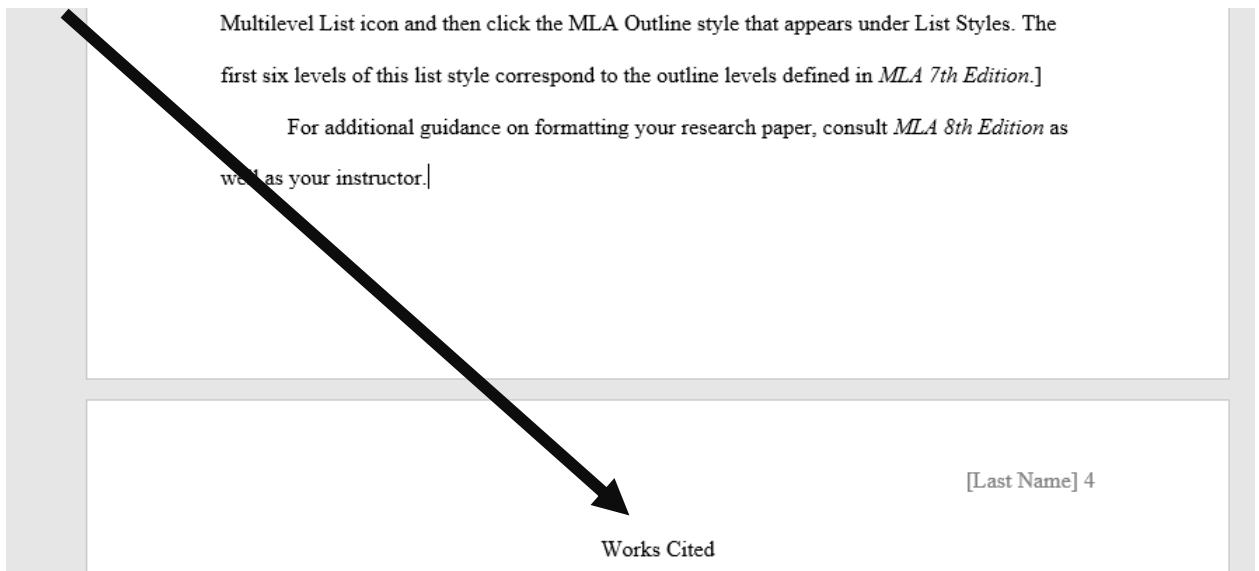 Multilevel List icon and then click the MLA Outline style that appears under List Styles. The
first six levels of this list style correspond to the outline levels defined in MLA 7th Edition.]
For additional guidance on formatting your research paper, consult MLA 8th Edition as
well as your instructor.
[Last Name] 4
Works Cited